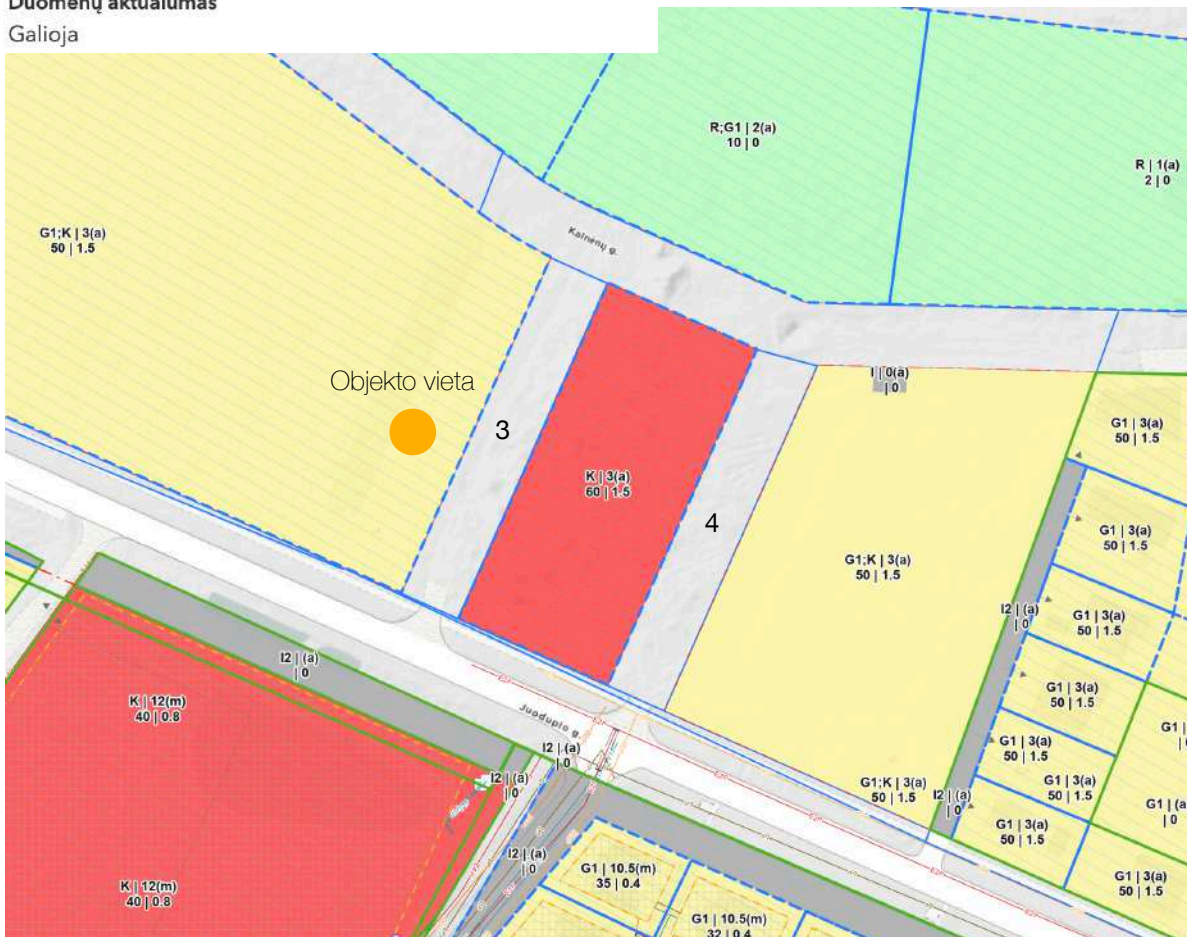 Duomenų aktualumas
Galioja
R;G1 | 2(a)
10 | 0
R | 1(a)
2 | 0
G1;K | 3(a)
50 | 1.5
Kalnėnų g.
Objekto vieta
3
I | 0(a)
| 0
G1 | 3(a)
50 | 1.5
K | 3(a)
60 | 1.5
4
G1 | 3(a)
50 | 1.5
G1;K | 3(a)
50 | 1.5
I2 | (a)
| 0
G1 | 3(a)
50 | 1.5
I2 | (a)
| 0
G1 | 3(a)
50 | 1.5
K | 12(m)
40 | 0.8
Juodupio g.
G1 |
G1 | 3(a)
50 | 1.5
I2 | (a)
| 0
I2 | (a)
| 0
G1;K | 3(a)
50 | 1.5
G1 | 3(a)
50 | 1.5
I2 | (a)
| 0
G1 | (a
| 0
G1 | 3(a)
50 | 1.5
I2 | (a)
| 0
G1 | 10.5(m)
35 | 0.4
G1 | 3(a)
50 | 1.5
K | 12(m)
40 | 0.8
G1 | 10.5(m)
32 | 0.4